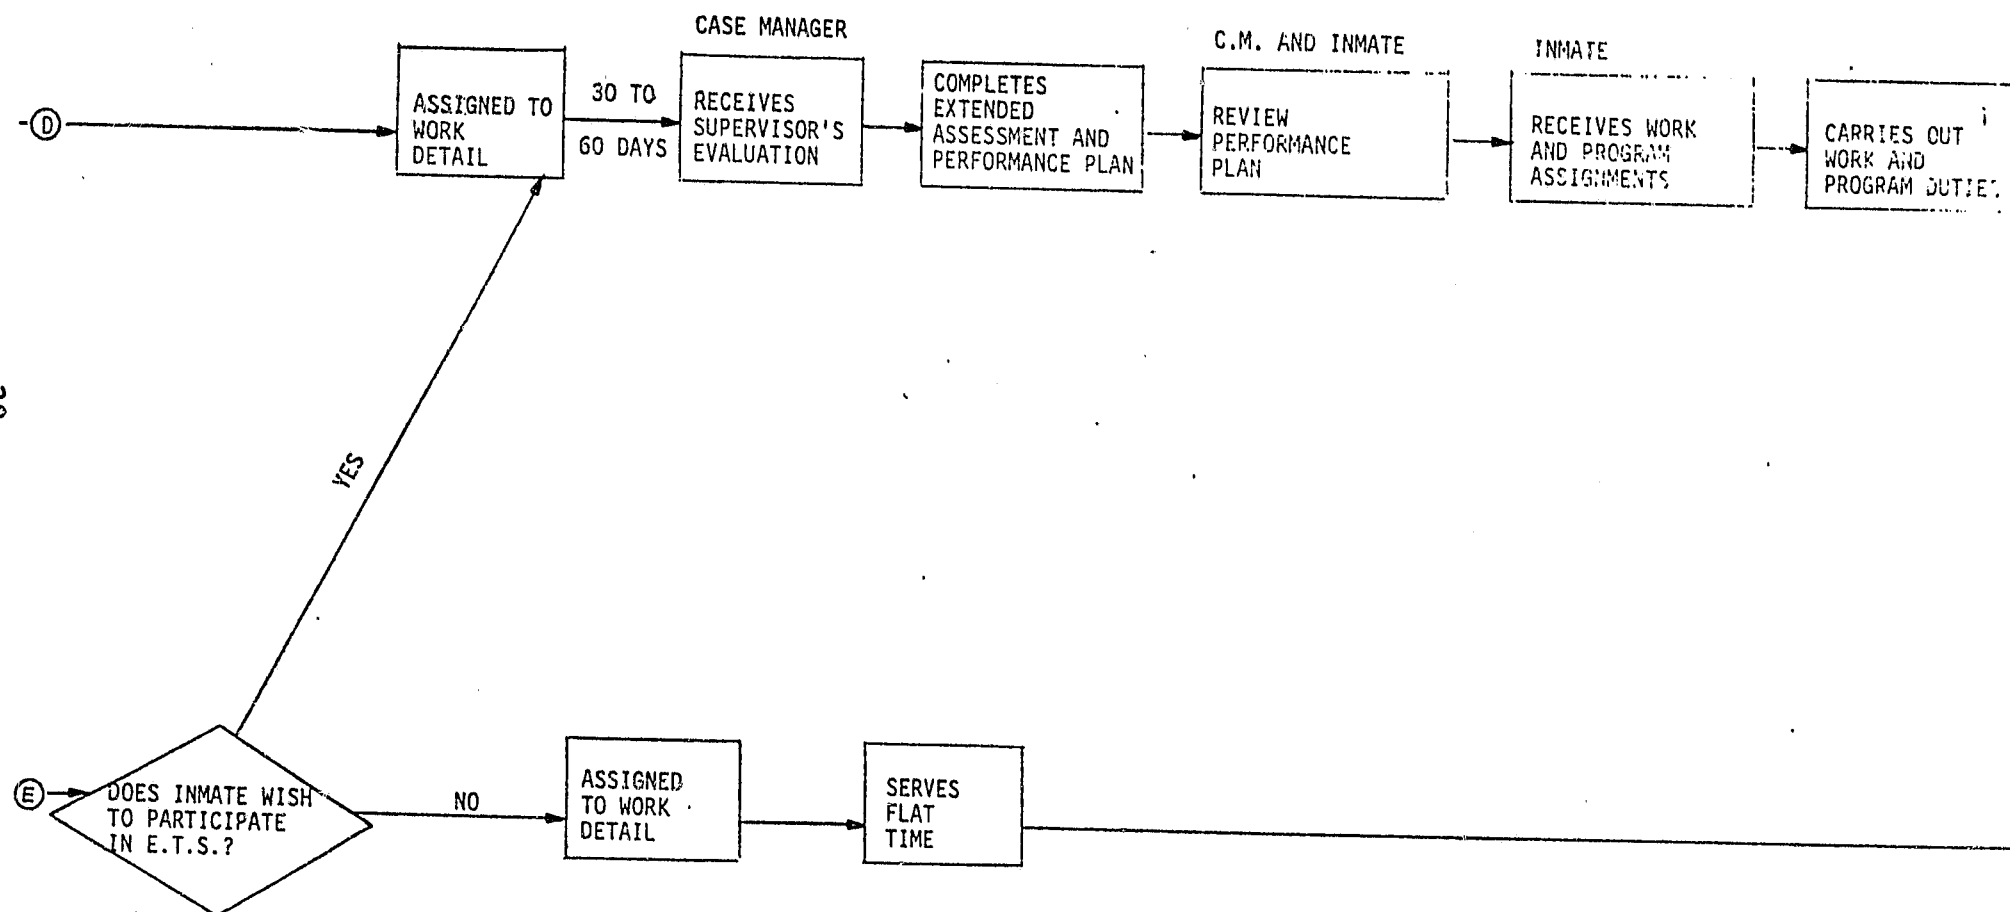 CASE MANAGER
C.M. AND INMATE
INMATE
D
ASSIGNED TO
WORK
DETAIL
30 TO
60 DAYS
RECEIVES
SUPERVISOR'S
EVALUATION
COMPLETES
EXTENDED
ASSESSMENT AND
PERFORMANCE PLAN
REVIEW
PERFORMANCE
PLAN
RECEIVES WORK
AND PROGRAM
ASSIGNMENTS
CARRIES OUT
WORK AND
PROGRAM DUTIES
YES
E
DOES INMATE WISH
TO PARTICIPATE
IN E.T.S.?
NO
ASSIGNED
TO WORK
DETAIL
SERVES
FLAT
TIME